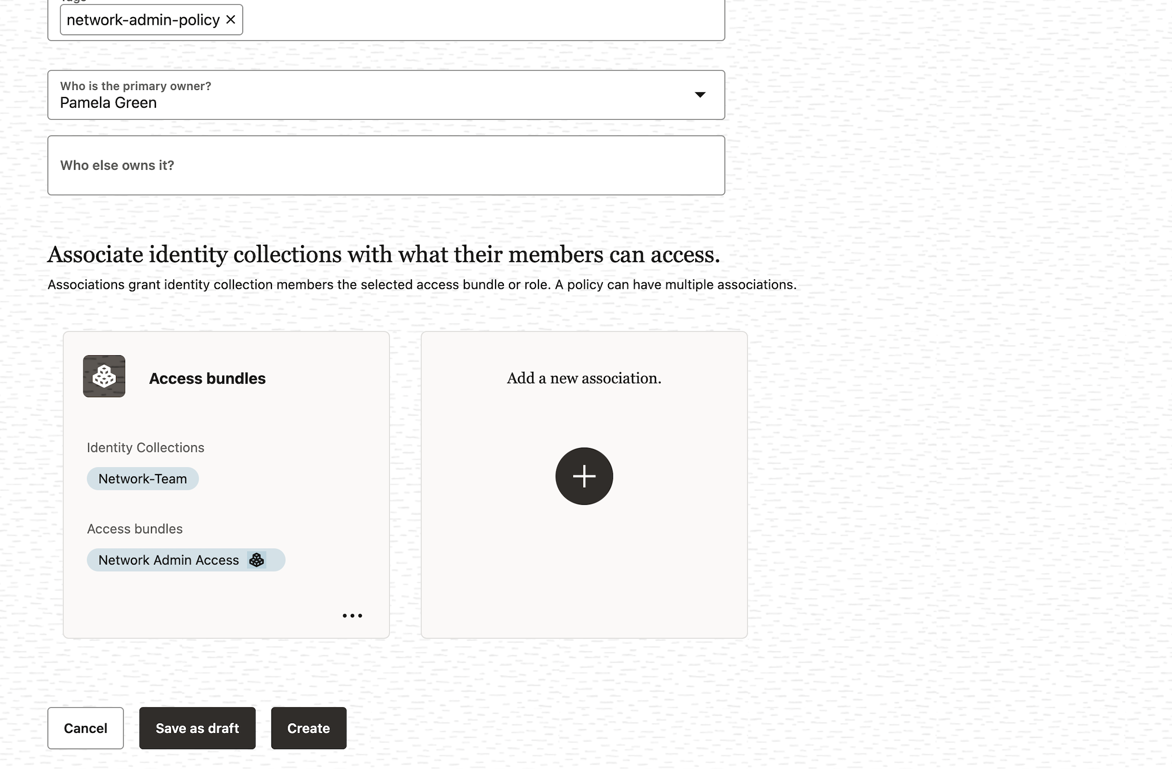 network-admin-policy ×
Who is the primary owner?
Pamela Green
Who else owns it?
Associate identity collections with what their members can access.
Associations grant identity collection members the selected access bundle or role. A policy can have multiple associations.
Access bundles
Identity Collections
Network-Team
Access bundles
Network Admin Access
Add a new association.
Cancel
Save as draft
Create